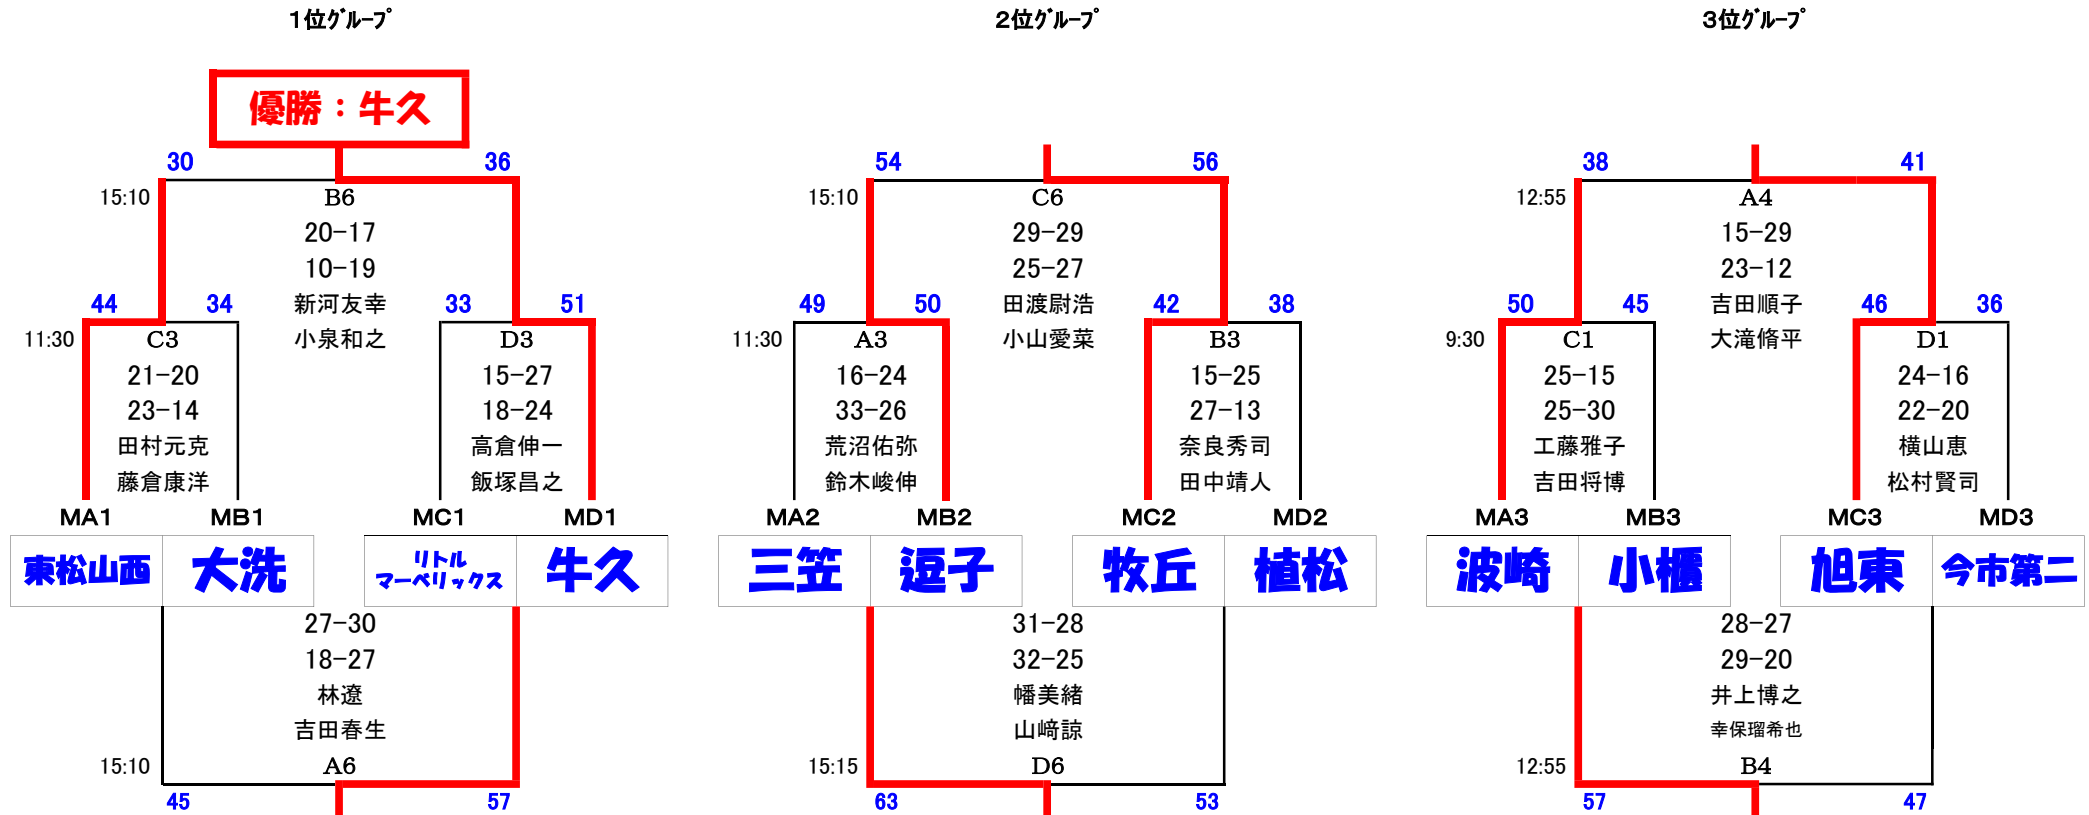 1位ｸﾞﾙｰﾌﾟ
優勝：牛久
30 36
15:10 B6
20-17
10-19
新河友幸
小泉和之
44 34
11:30 C3
21-20
23-14
田村元克
藤倉康洋
33 51
D3
15-27
18-24
高倉伸一
飯塚昌之
MA1 MB1 MC1 MD1
東松山西 大洗 リトル 牛久
マーベリックス
27-30
18-27
林遼
吉田春生
15:10 A6
45 57
2位ｸﾞﾙｰﾌﾟ
54 56
15:10 C6
29-29
25-27
田渡尉浩
小山愛菜
49 50
11:30 A3
16-24
33-26
荒沼佑弥
鈴木峻伸
42 38
B3
15-25
27-13
奈良秀司
田中靖人
MA2 MB2 MC2 MD2
三笠 逗子 牧丘 植松
31-28
32-25
幡美緒
山﨑諒
15:15 D6
63 53
3位ｸﾞﾙｰﾌﾟ
38 41
12:55 A4
15-29
23-12
吉田順子
大滝脩平
50 45
9:30 C1
25-15
25-30
工藤雅子
吉田将博
46 36
D1
24-16
22-20
横山恵
松村賢司
MA3 MB3 MC3 MD3
波崎 小櫃 旭東 今市第二
28-27
29-20
井上博之
幸保瑠希也
12:55 B4
57 47